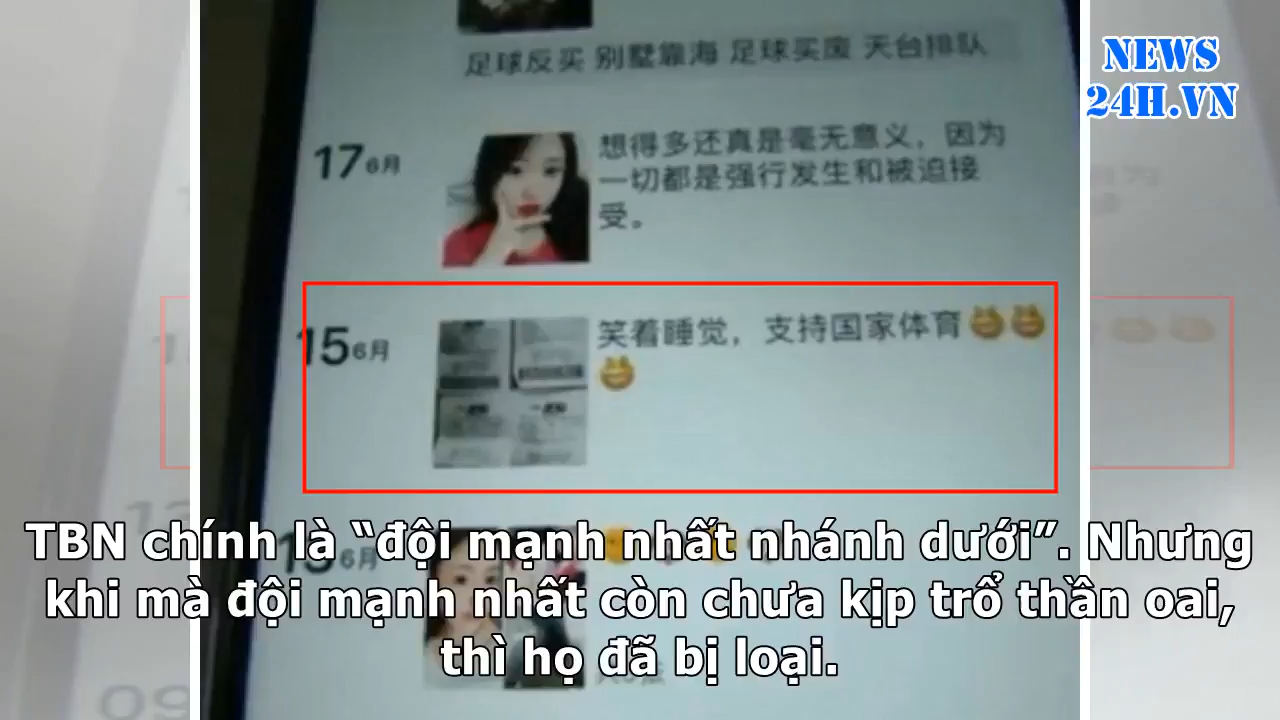 足球反买 别墅靠海 足球买废 天台排队
NEWS
24H.VN
17 6月
想得多还真是毫无意义，因为
一切都是强行发生和被迫接
受。
15 6月
笑着睡觉，支持国家体育
6月
TBN chính là “đội mạnh nhất nhánh dưới”. Nhưng
khi mà đội mạnh nhất còn chưa kịp trổ thần oai,
thì họ đã bị loại.